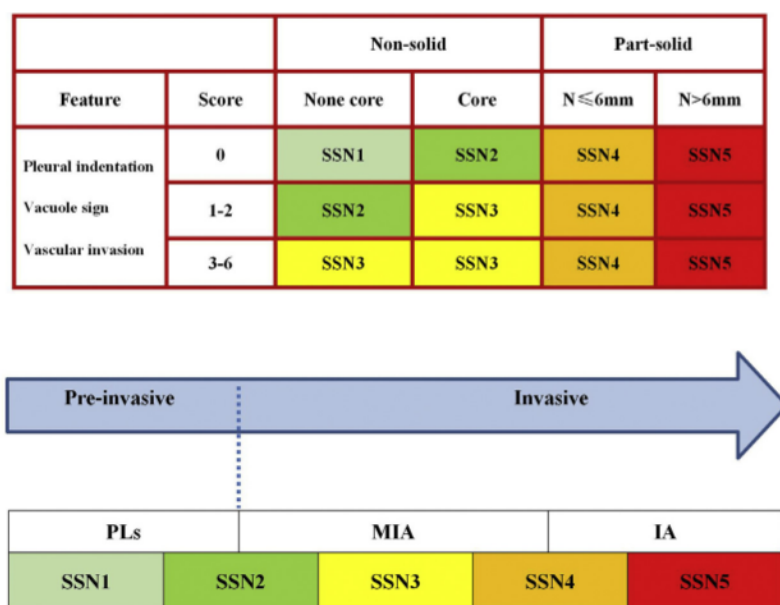 Non-solid Part-solid
Feature Score None core Core N≤6mm N>6mm
Pleural indentation
Vacuole sign
Vascular invasion
0 SSN1 SSN2 SSN4 SSN5
1-2 SSN2 SSN3 SSN4 SSN5
3-6 SSN3 SSN3 SSN4 SSN5
Pre-invasive Invasive
PLs MIA IA
SSN1 SSN2 SSN3 SSN4 SSN5